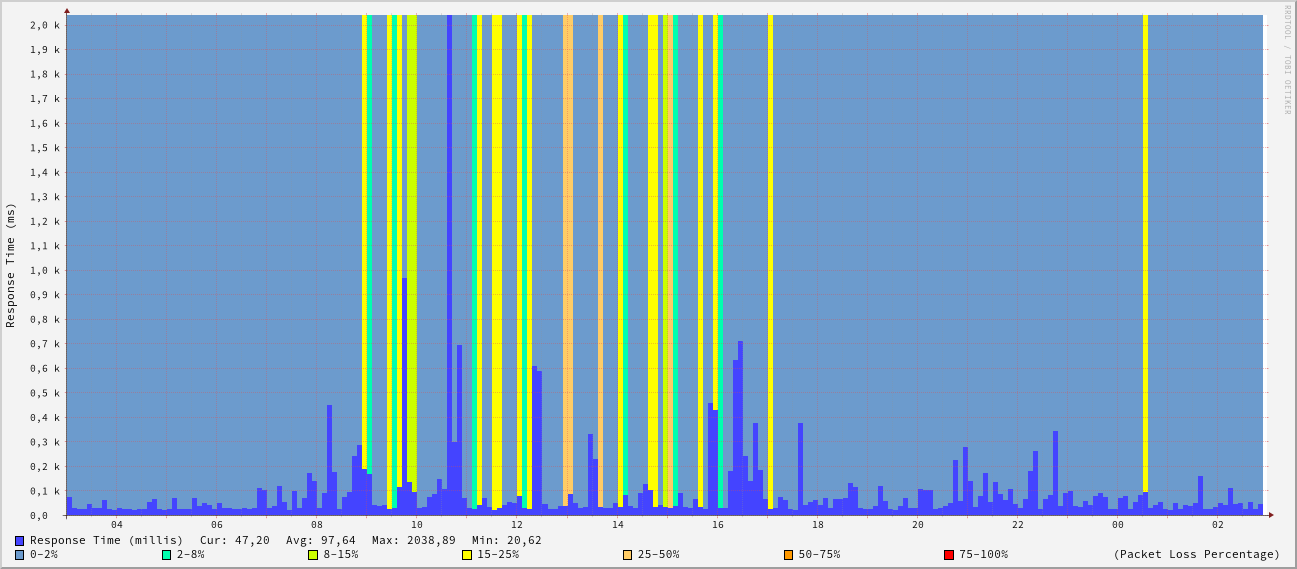 RRDTOOL / TOBI OETIKER
Response Time (ms)
2,0 k
1,9 k
1,8 k
1,7 k
1,6 k
1,5 k
1,4 k
1,3 k
1,2 k
1,1 k
1,0 k
0,9 k
0,8 k
0,7 k
0,6 k
0,5 k
0,4 k
0,3 k
0,2 k
0,1 k
0,0
04 06 08 10 12 14 16 18 20 22 00 02
Response Time (millis) Cur: 47,20 Avg: 97,64 Max: 2038,89 Min: 20,62
0-2% 2-8% 8-15% 15-25% 25-50% 50-75% 75-100% (Packet Loss Percentage)